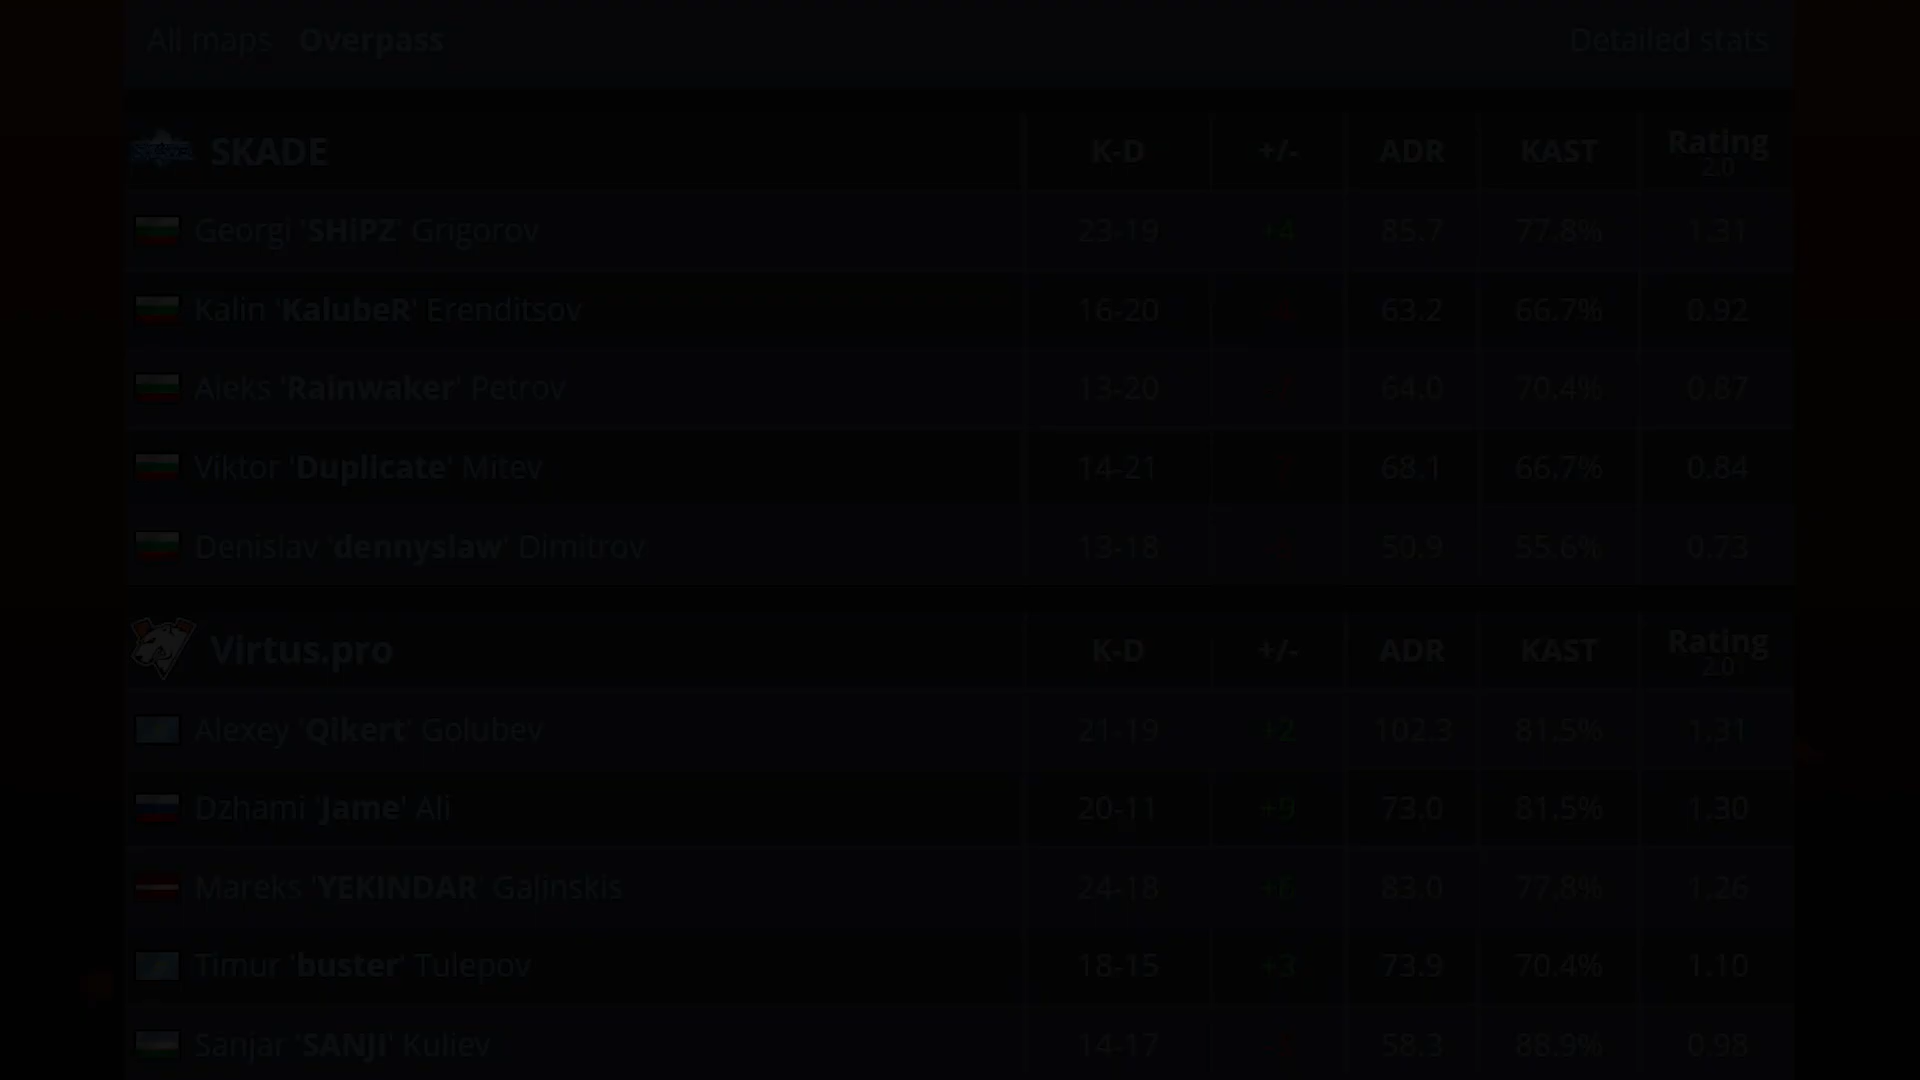 All maps Overpass Detailed stats
SKADE K-D +/- ADR KAST Rating 2.0
Georgi 'SHiPZ' Grigorov 23-19 +4 85.7 77.8% 1.31
Kalin 'KalubeR' Erenditsov 16-20 63.2 66.7% 0.92
Aleks 'Rainwaker' Petrov 13-20 64.0 70.4% 0.87
Viktor 'Duplicate' Mitev 14-21 68.1 66.7% 0.84
Denislav 'dennyslaw' Dimitrov 13-18 50.9 55.6% 0.73
Virtus.pro K-D +/- ADR KAST Rating 2.0
Alexey 'Qikert' Golubev 21-19 +2 102.3 81.5% 1.31
Dzhami 'Jame' Ali 20-11 +9 73.0 81.5% 1.30
Mareks 'YEKINDAR' Gaļinskis 24-18 +6 83.0 77.8% 1.26
Timur 'buster' Tulepov 18-15 +3 73.9 70.4% 1.10
Sanjar 'SANJI' Kuliev 14-17 58.3 88.9% 0.98